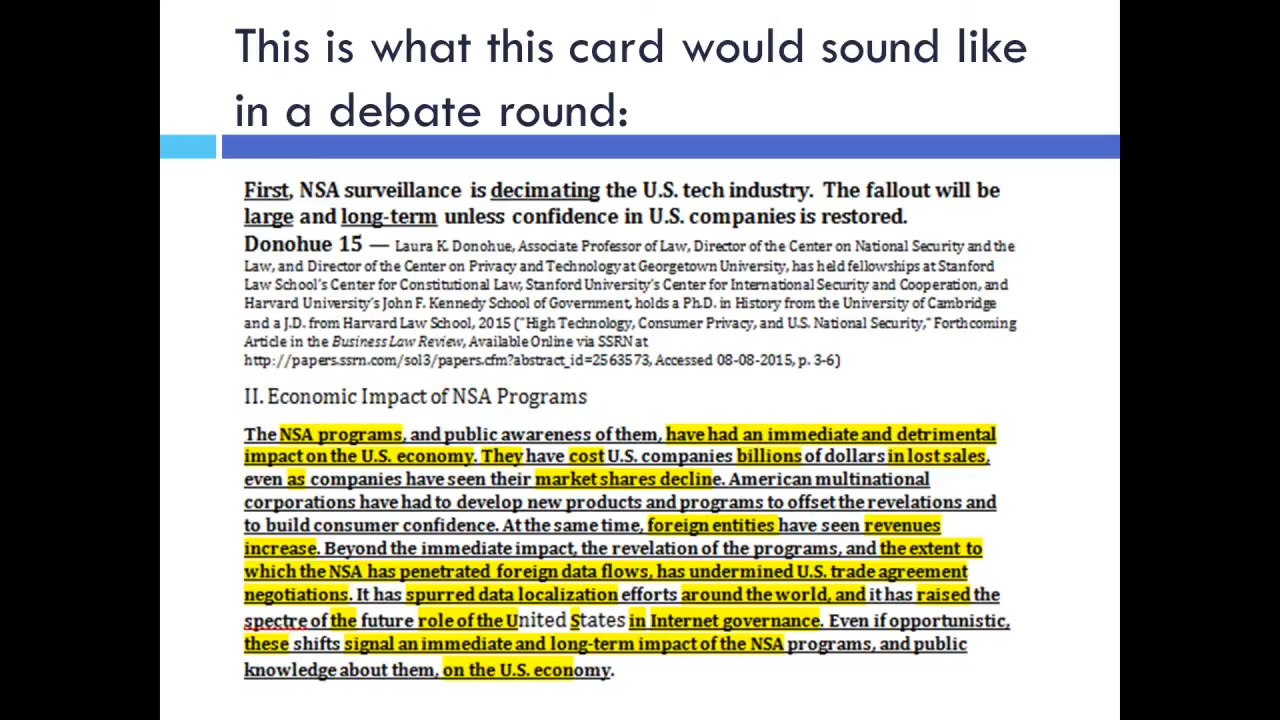 This is what this card would sound like
in a debate round:
First, NSA surveillance is decimating the U.S. tech industry. The fallout will be
large and long-term unless confidence in U.S. companies is restored.
Donohue 15 — Laura K. Donohue, Associate Professor of Law, Director of the Center on National Security and the
Law, and Director of the Center on Privacy and Technology at Georgetown University, has held fellowships at Stanford
Law School's Center for Constitutional Law, Stanford University's Center for International Security and Cooperation, and
Harvard University's John F. Kennedy School of Government, holds a Ph.D. in History from the University of Cambridge
and a J.D. from Harvard Law School, 2015 ("High Technology, Consumer Privacy, and U.S. National Security," Forthcoming
Article in the Business Law Review, Available Online via SSRN at
http://papers.ssrn.com/sol3/papers.cfm?abstract_id=2563573, Accessed 08-08-2015, p. 3-6)
II. Economic Impact of NSA Programs
The NSA programs, and public awareness of them, have had an immediate and detrimental
impact on the U.S. economy. They have cost U.S. companies billions of dollars in lost sales,
even as companies have seen their market shares decline. American multinational
corporations have had to develop new products and programs to offset the revelations and
to build consumer confidence. At the same time, foreign entities have seen revenues
increase. Beyond the immediate impact, the revelation of the programs, and the extent to
which the NSA has penetrated foreign data flows, has undermined U.S. trade agreement
negotiations. It has spurred data localization efforts around the world, and it has raised the
spectre of the future role of the United States in Internet governance. Even if opportunistic,
these shifts signal an immediate and long-term impact of the NSA programs, and public
knowledge about them, on the U.S. economy.